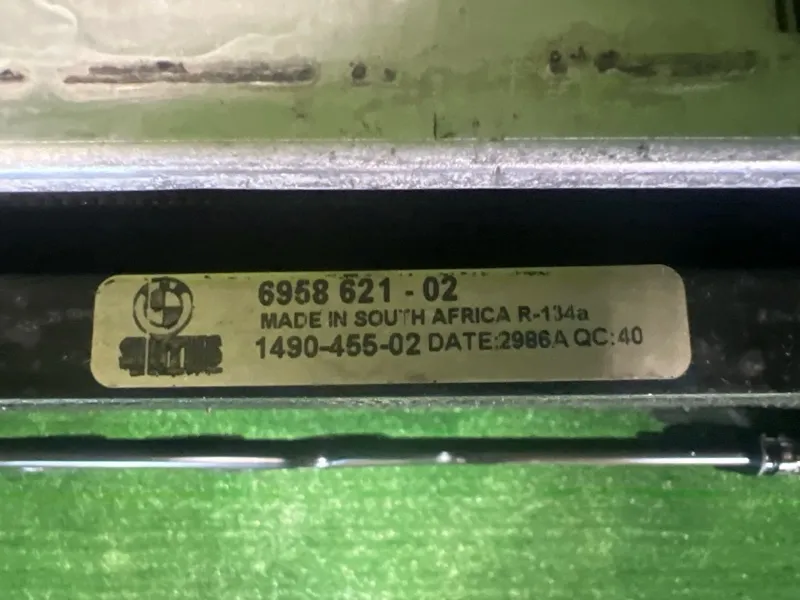 6958 621 - 02
MADE IN SOUTH AFRICA R-134a
1490-455-02 DATE:2986A QC:40